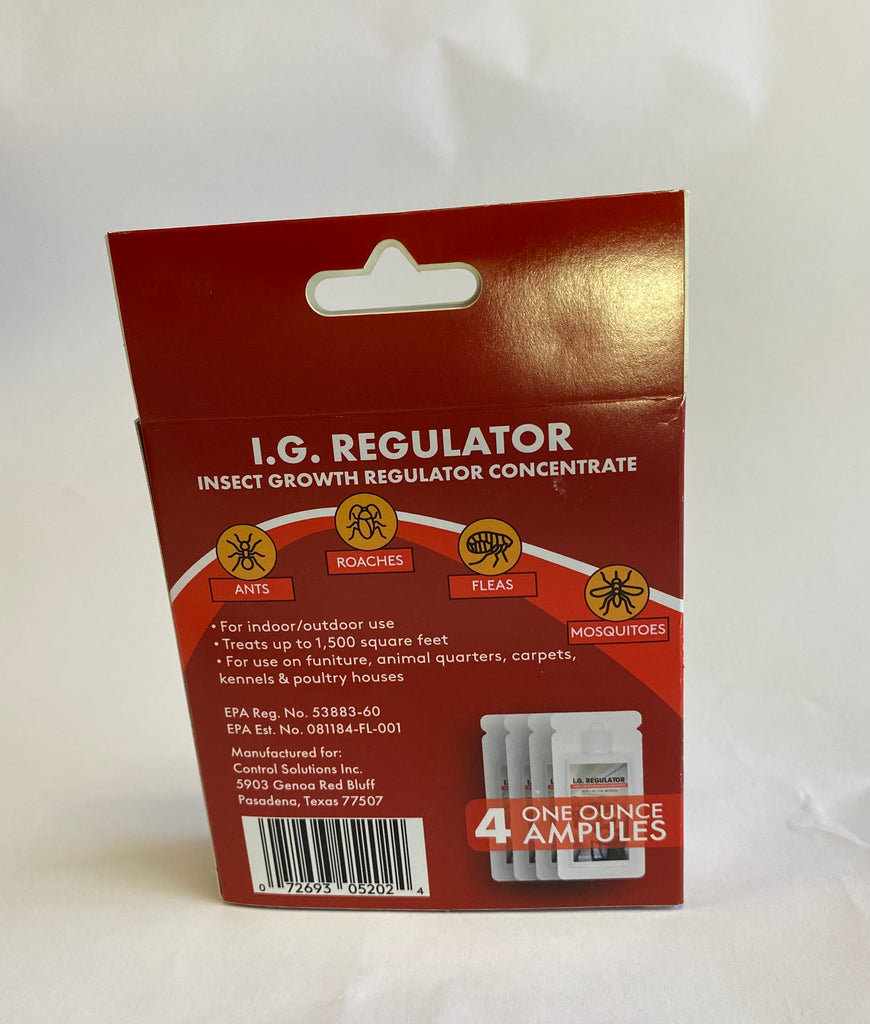 I.G. REGULATOR
INSECT GROWTH REGULATOR CONCENTRATE
ANTS
ROACHES
FLEAS
MOSQUITOES
• For indoor/outdoor use
• Treats up to 1,500 square feet
• For use on funiture, animal quarters, carpets,
kennels & poultry houses
EPA Reg. No. 53883-60
EPA Est. No. 081184-FL-001
Manufactured for:
Control Solutions Inc.
5903 Genoa Red Bluff
Pasadena, Texas 77507
0 72693 05202 4
I.G. REGULATOR
4 ONE OUNCE
AMPULES